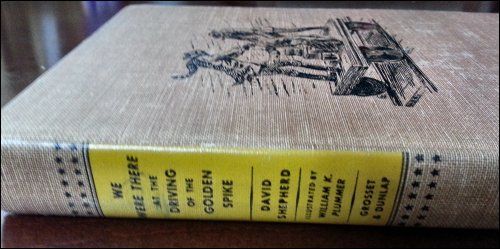 WE
WERE THERE
AT THE
DRIVING
OF THE
GOLDEN
SPIKE
DAVID
SHEPHERD
ILLUSTRATED BY
WILLIAM K.
PLUMMER
GROSSET
& DUNLAP